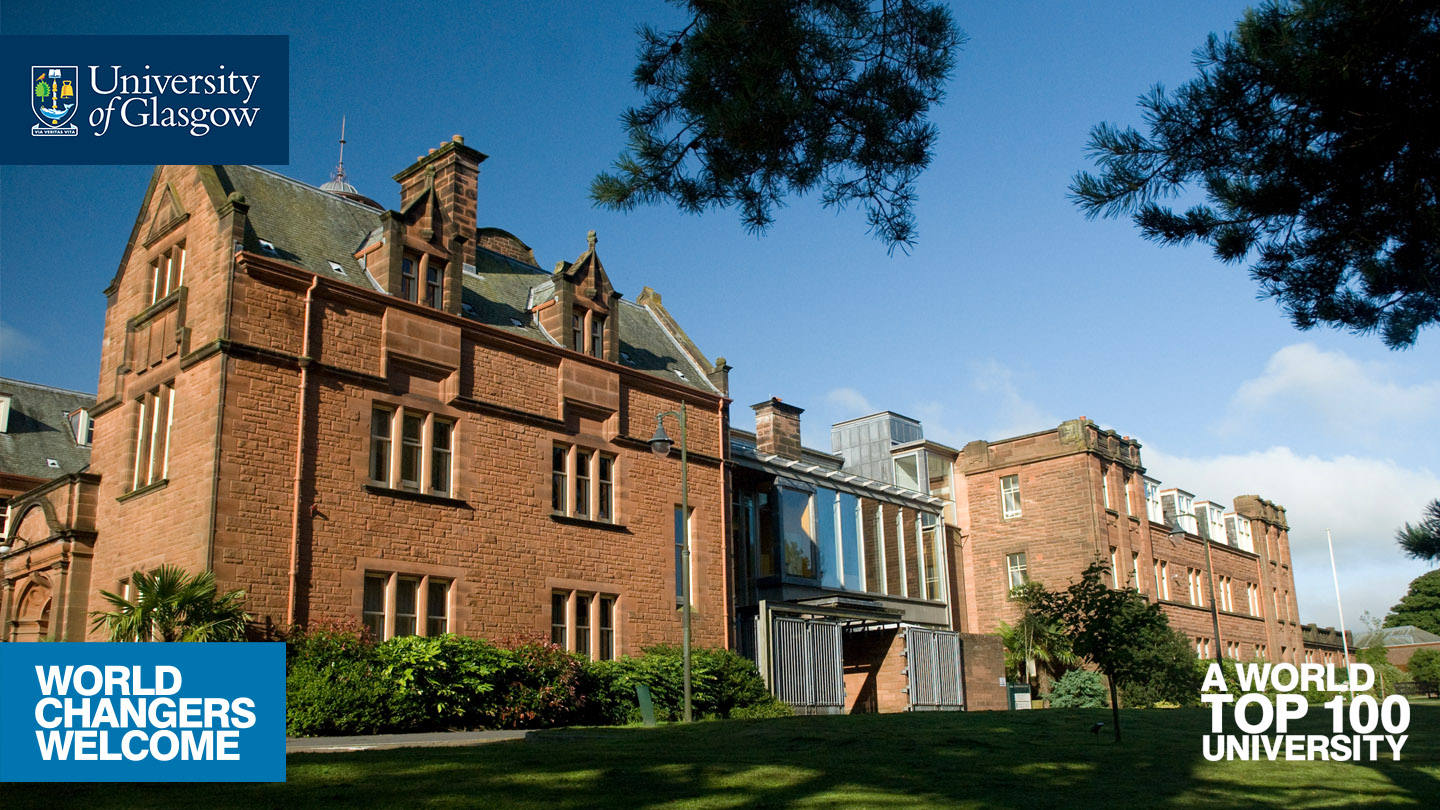 University
of Glasgow
VIA VERITAS VITA
WORLD
CHANGERS
WELCOME
A WORLD
TOP 100
UNIVERSITY